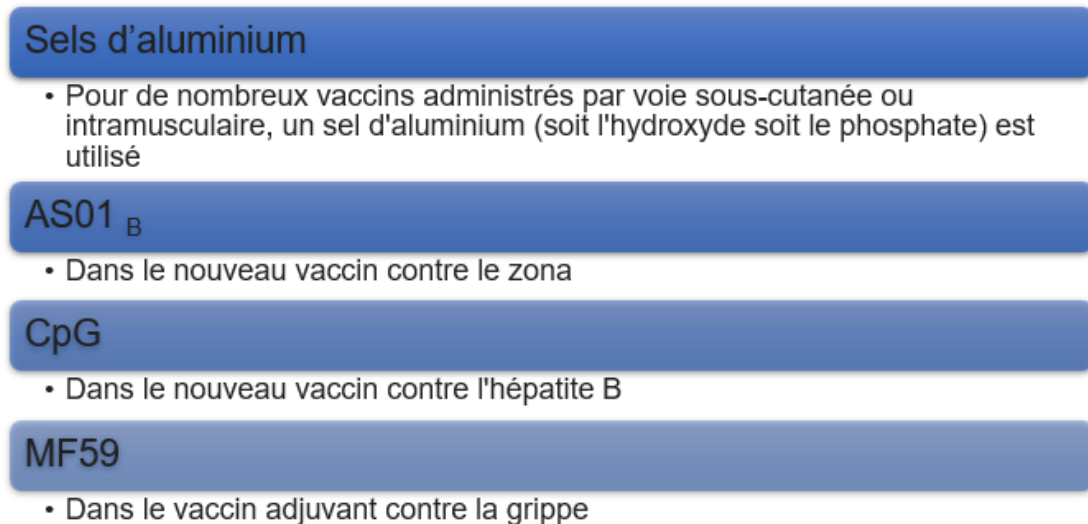 Sels d’aluminium
• Pour de nombreux vaccins administrés par voie sous-cutanée ou
intramusculaire, un sel d'aluminium (soit l'hydroxyde soit le phosphate) est
utilisé
AS01 B
• Dans le nouveau vaccin contre le zona
CpG
• Dans le nouveau vaccin contre l'hépatite B
MF59
• Dans le vaccin adjuvant contre la grippe